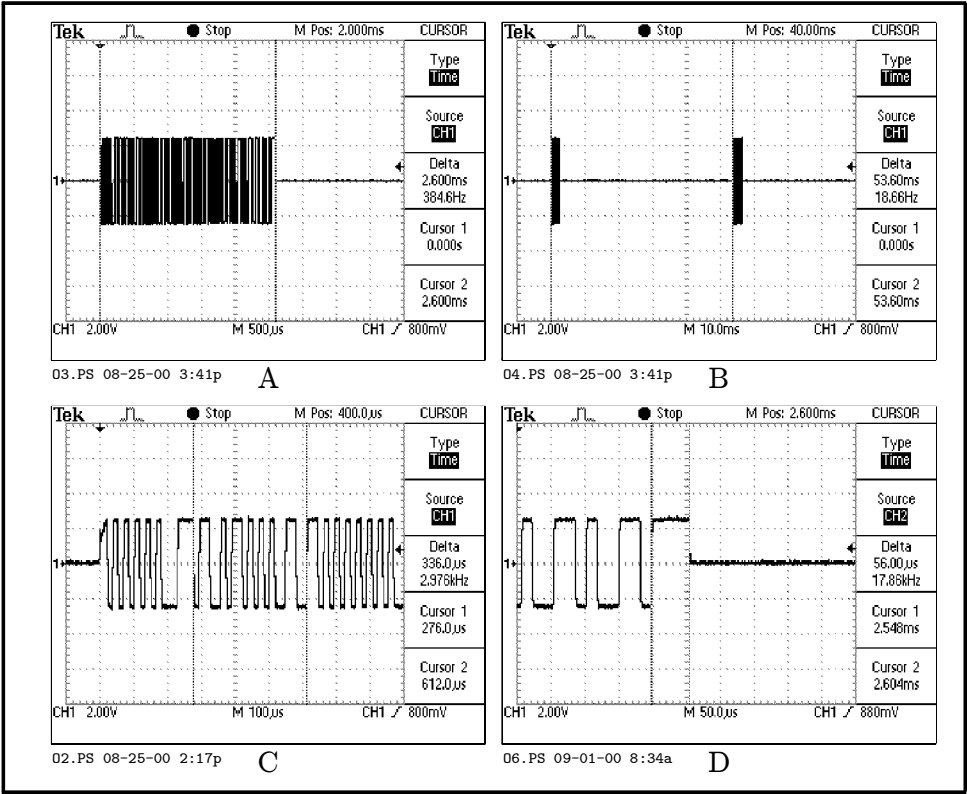 Tek Stop M Pos: 2.000ms CURSOR
Type
Time
Source
CH1
Delta
2.600ms
384.6Hz
Cursor 1
0.000s
Cursor 2
2.600ms
1
CH1 2.00V M 500µs CH1 800mV
03.PS 08-25-00 3:41p A
Tek Stop M Pos: 40.00ms CURSOR
Type
Time
Source
CH1
Delta
53.60ms
18.66Hz
Cursor 1
0.000s
Cursor 2
53.60ms
1
CH1 2.00V M 10.0ms CH1 800mV
04.PS 08-25-00 3:41p B
Tek Stop M Pos: 400.0µs CURSOR
Type
Time
Source
CH1
Delta
336.0µs
2.976kHz
Cursor 1
276.0µs
Cursor 2
612.0µs
1
CH1 2.00V M 100µs CH1 800mV
02.PS 08-25-00 2:17p C
Tek Stop M Pos: 2.600ms CURSOR
Type
Time
Source
CH2
Delta
56.00µs
17.86kHz
Cursor 1
2.548ms
Cursor 2
2.604ms
1
CH1 2.00V M 50.0µs CH1 880mV
06.PS 09-01-00 8:34a D